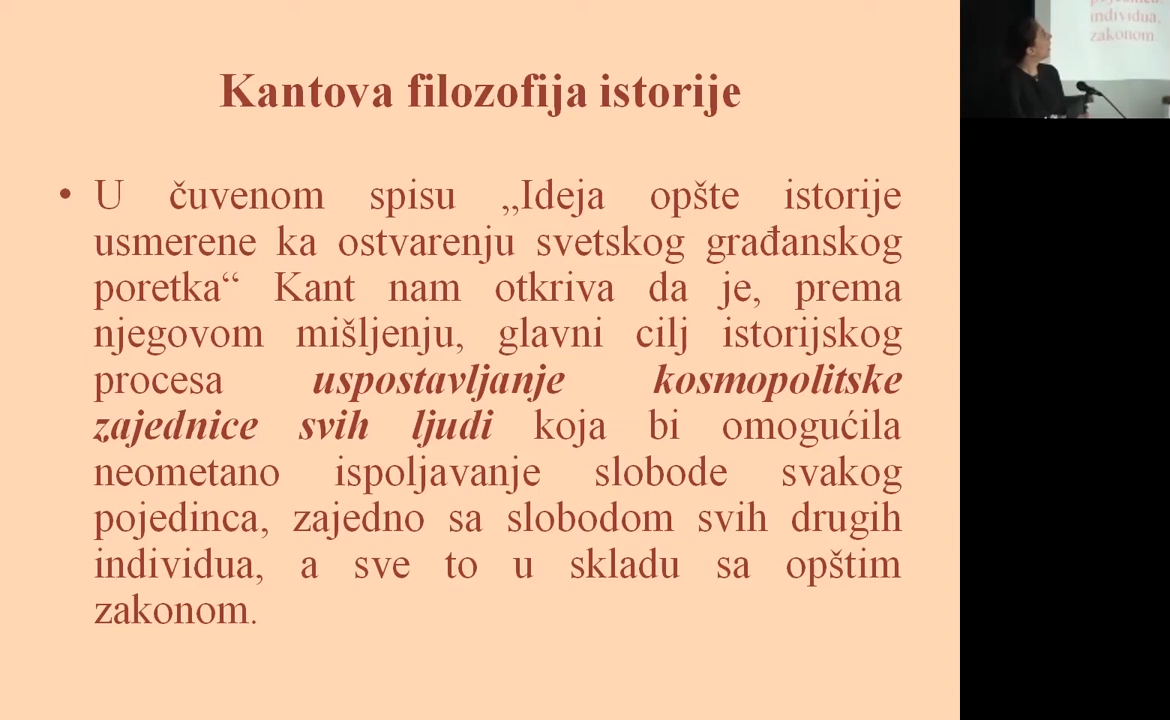 Kantova filozofija istorije
• U čuvenom spisu „Ideja opšte istorije
usmerene ka ostvarenju svetskog građanskog
poretka“ Kant nam otkriva da je, prema
njegovom mišljenju, glavni cilj istorijskog
procesa uspostavljanje kosmopolitske
zajednice svih ljudi koja bi omogućila
neometano ispoljavanje slobode svakog
pojedinca, zajedno sa slobodom svih drugih
individua, a sve to u skladu sa opštim
zakonom.
individua,
zakonom.